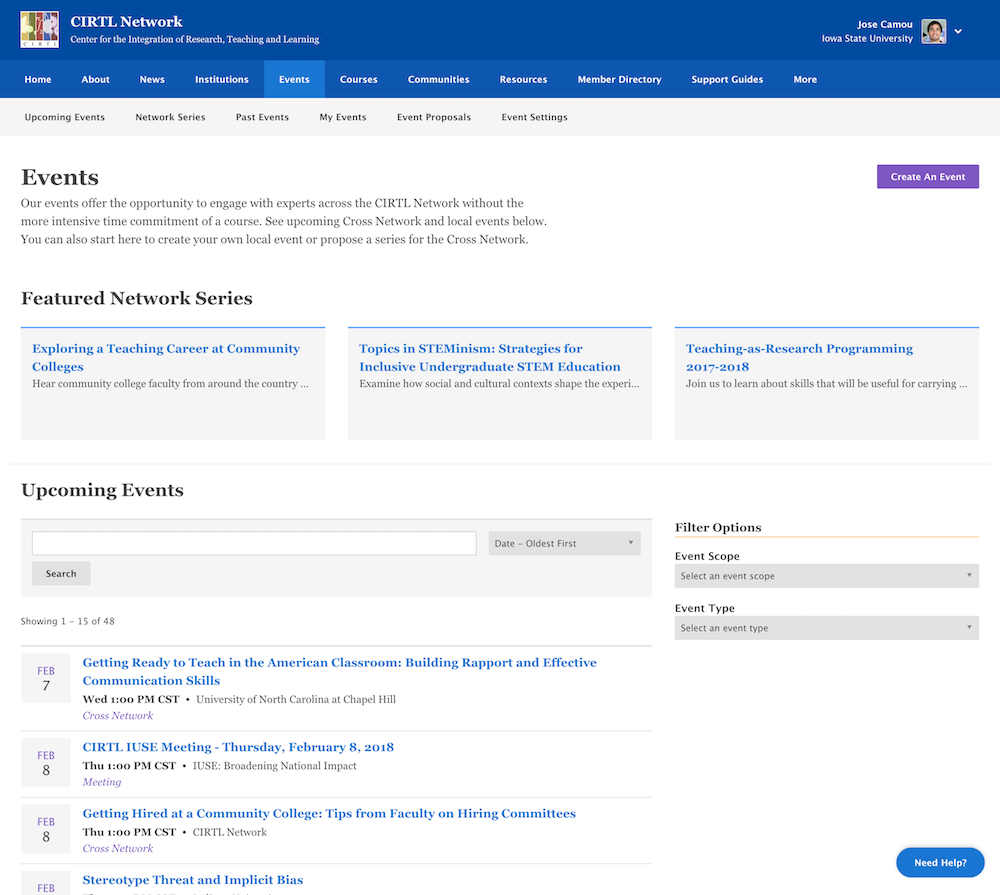 CIRTL
CIRTL Network
Center for the Integration of Research, Teaching and Learning
Jose Camou
Iowa State University
Home About News Institutions Events Courses Communities Resources Member Directory Support Guides More
Upcoming Events Network Series Past Events My Events Event Proposals Event Settings
Events
Create An Event
Our events offer the opportunity to engage with experts across the CIRTL Network without the
more intensive time commitment of a course. See upcoming Cross Network and local events below.
You can also start here to create your own local event or propose a series for the Cross Network.
Featured Network Series
Exploring a Teaching Career at Community
Colleges
Hear community college faculty from around the country ...
Topics in STEMinism: Strategies for
Inclusive Undergraduate STEM Education
Examine how social and cultural contexts shape the experi...
Teaching-as-Research Programming
2017-2018
Join us to learn about skills that will be useful for carrying ...
Upcoming Events
Date – Oldest First
Search
Filter Options
Event Scope
Select an event scope
Event Type
Select an event type
Showing 1 – 15 of 48
FEB
7
Getting Ready to Teach in the American Classroom: Building Rapport and Effective
Communication Skills
Wed 1:00 PM CST • University of North Carolina at Chapel Hill
Cross Network
FEB
8
CIRTL IUSE Meeting - Thursday, February 8, 2018
Thu 1:00 PM CST • IUSE: Broadening National Impact
Meeting
FEB
8
Getting Hired at a Community College: Tips from Faculty on Hiring Committees
Thu 1:00 PM CST • CIRTL Network
Cross Network
FEB
Stereotype Threat and Implicit Bias
Need Help?